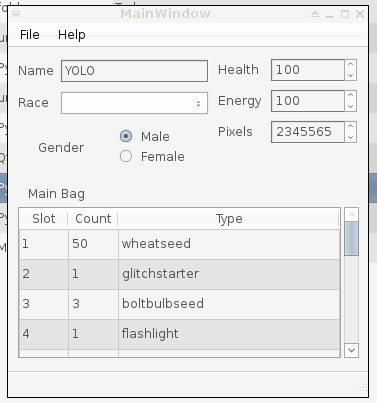 MainWindow
File Help
Name YOLO
Health 100
Race
Energy 100
Gender
Male
Female
Pixels 2345565
Main Bag
Slot Count Type
1 50 wheatseed
2 1 glitchstarter
3 3 boltbulbseed
4 1 flashlight